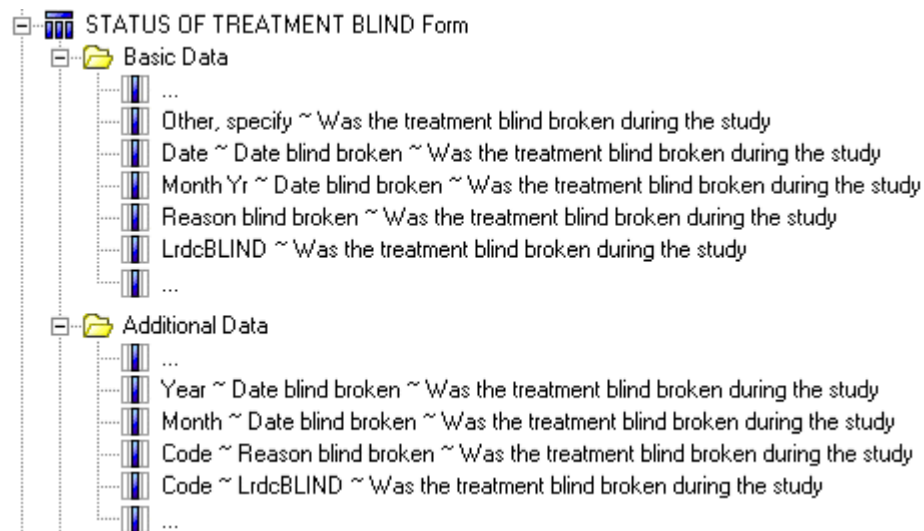 STATUS OF TREATMENT BLIND Form
Basic Data
...
Other, specify ~ Was the treatment blind broken during the study
Date ~ Date blind broken ~ Was the treatment blind broken during the study
Month Yr ~ Date blind broken ~ Was the treatment blind broken during the study
Reason blind broken ~ Was the treatment blind broken during the study
LrdcBLIND ~ Was the treatment blind broken during the study
...
Additional Data
...
Year ~ Date blind broken ~ Was the treatment blind broken during the study
Month ~ Date blind broken ~ Was the treatment blind broken during the study
Code ~ Reason blind broken ~ Was the treatment blind broken during the study
Code ~ LrdcBLIND ~ Was the treatment blind broken during the study
...